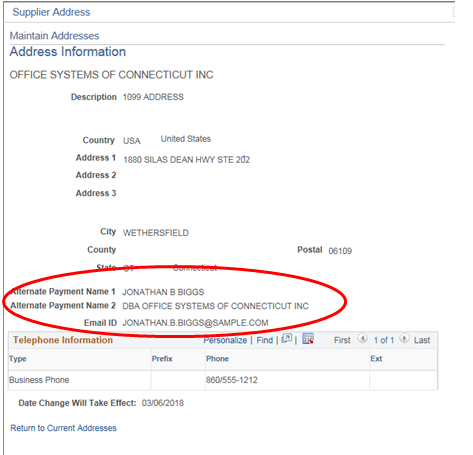 Supplier Address
Maintain Addresses
Address Information
OFFICE SYSTEMS OF CONNECTICUT INC
Description 1099 ADDRESS
Country USA United States
Address 1 1880 SILAS DEAN HWY STE 202
Address 2
Address 3
City WETHERSFIELD
County Postal 06109
State CT Connecticut
Alternate Payment Name 1 JONATHAN B BIGGS
Alternate Payment Name 2 DBA OFFICE SYSTEMS OF CONNECTICUT INC
Email ID JONATHAN.B.BIGGS@SAMPLE.COM
Telephone Information Personalize | Find | | First 1 of 1 Last
Type Prefix Phone Ext
Business Phone 860/555-1212
Date Change Will Take Effect: 03/06/2018
Return to Current Addresses